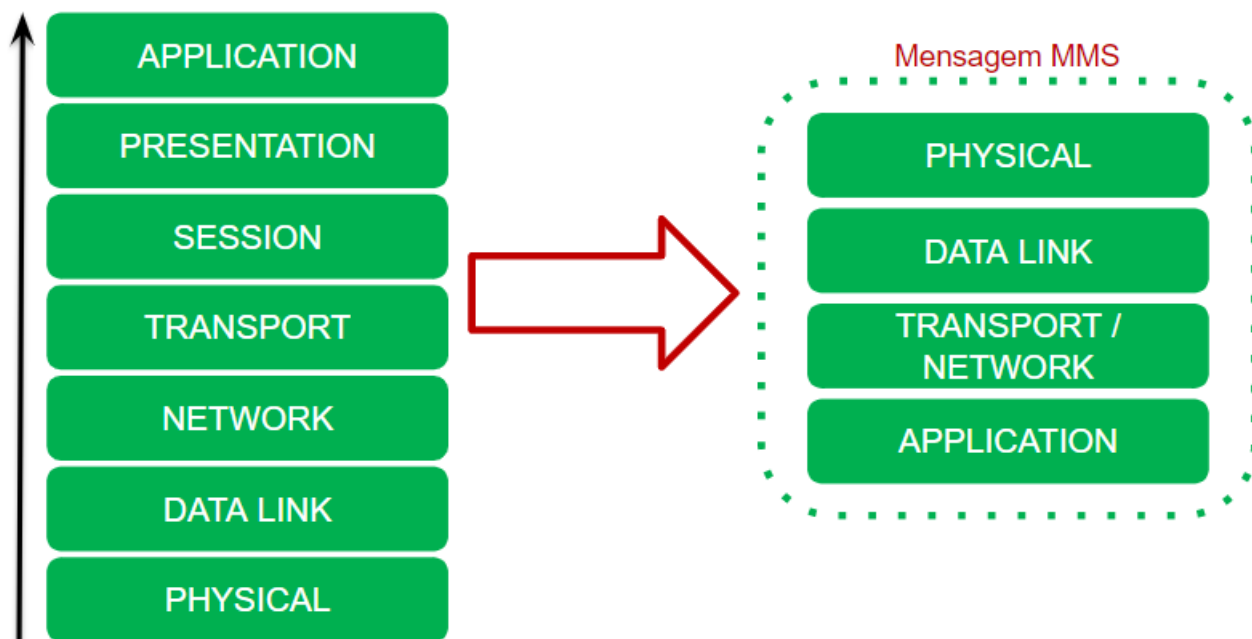 APPLICATION
PRESENTATION
SESSION
TRANSPORT
NETWORK
DATA LINK
PHYSICAL
Mensagem MMS
PHYSICAL
DATA LINK
TRANSPORT /
NETWORK
APPLICATION